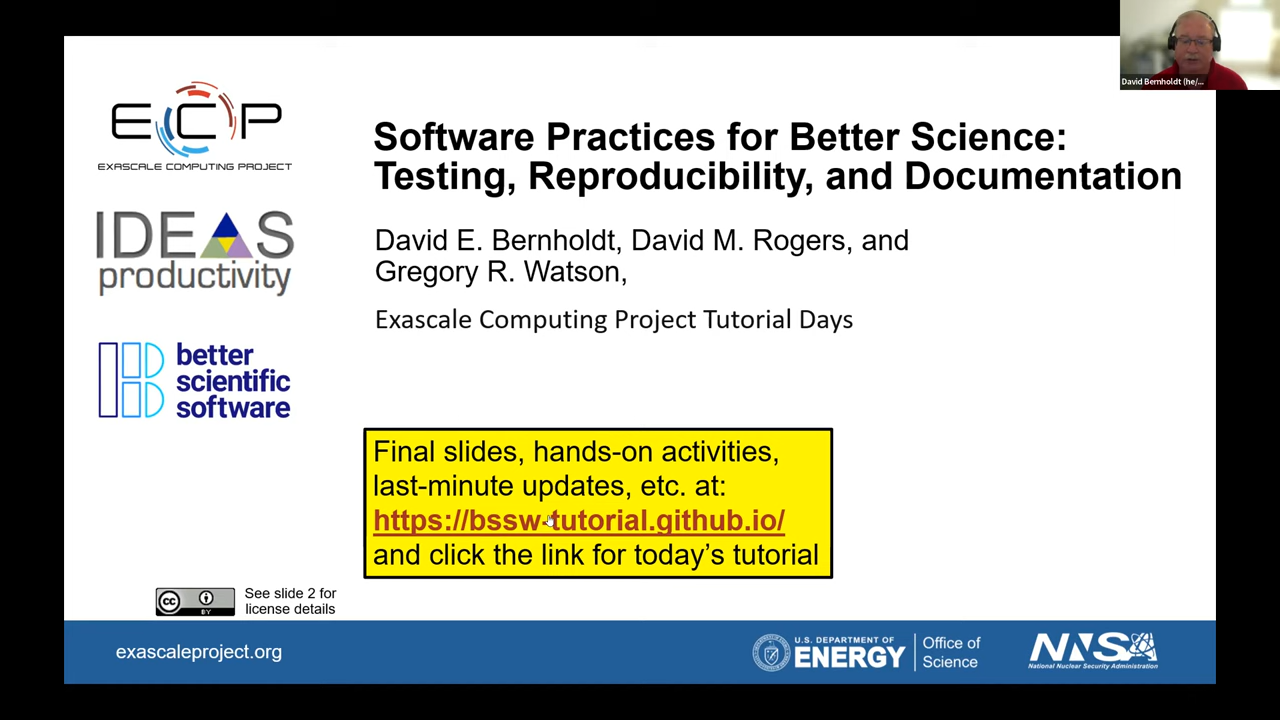 David Bernholdt (he/...
ECP
EXASCALE COMPUTING PROJECT
IDEAS
productivity
better
scientific
software
Software Practices for Better Science:
Testing, Reproducibility, and Documentation
David E. Bernholdt, David M. Rogers, and
Gregory R. Watson,
Exascale Computing Project Tutorial Days
Final slides, hands-on activities,
last-minute updates, etc. at:
https://bssw-tutorial.github.io/
and click the link for today’s tutorial
cc
BY
See slide 2 for
license details
exascaleproject.org
U.S. DEPARTMENT OF
ENERGY
Office of
Science
NNSA
National Nuclear Security Administration